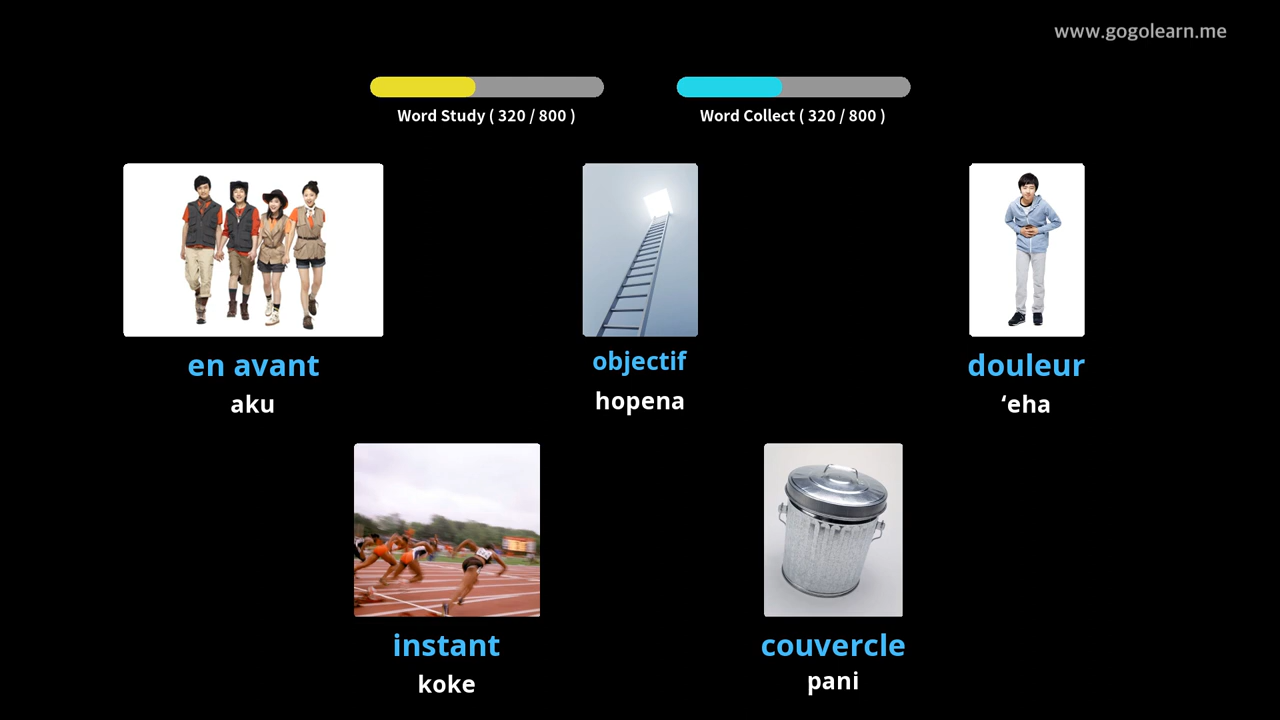 www.gogolearn.me
Word Study ( 320 / 800 )
Word Collect ( 320 / 800 )
en avant
aku
objectif
hopena
douleur
ʻeha
instant
koke
couvercle
pani